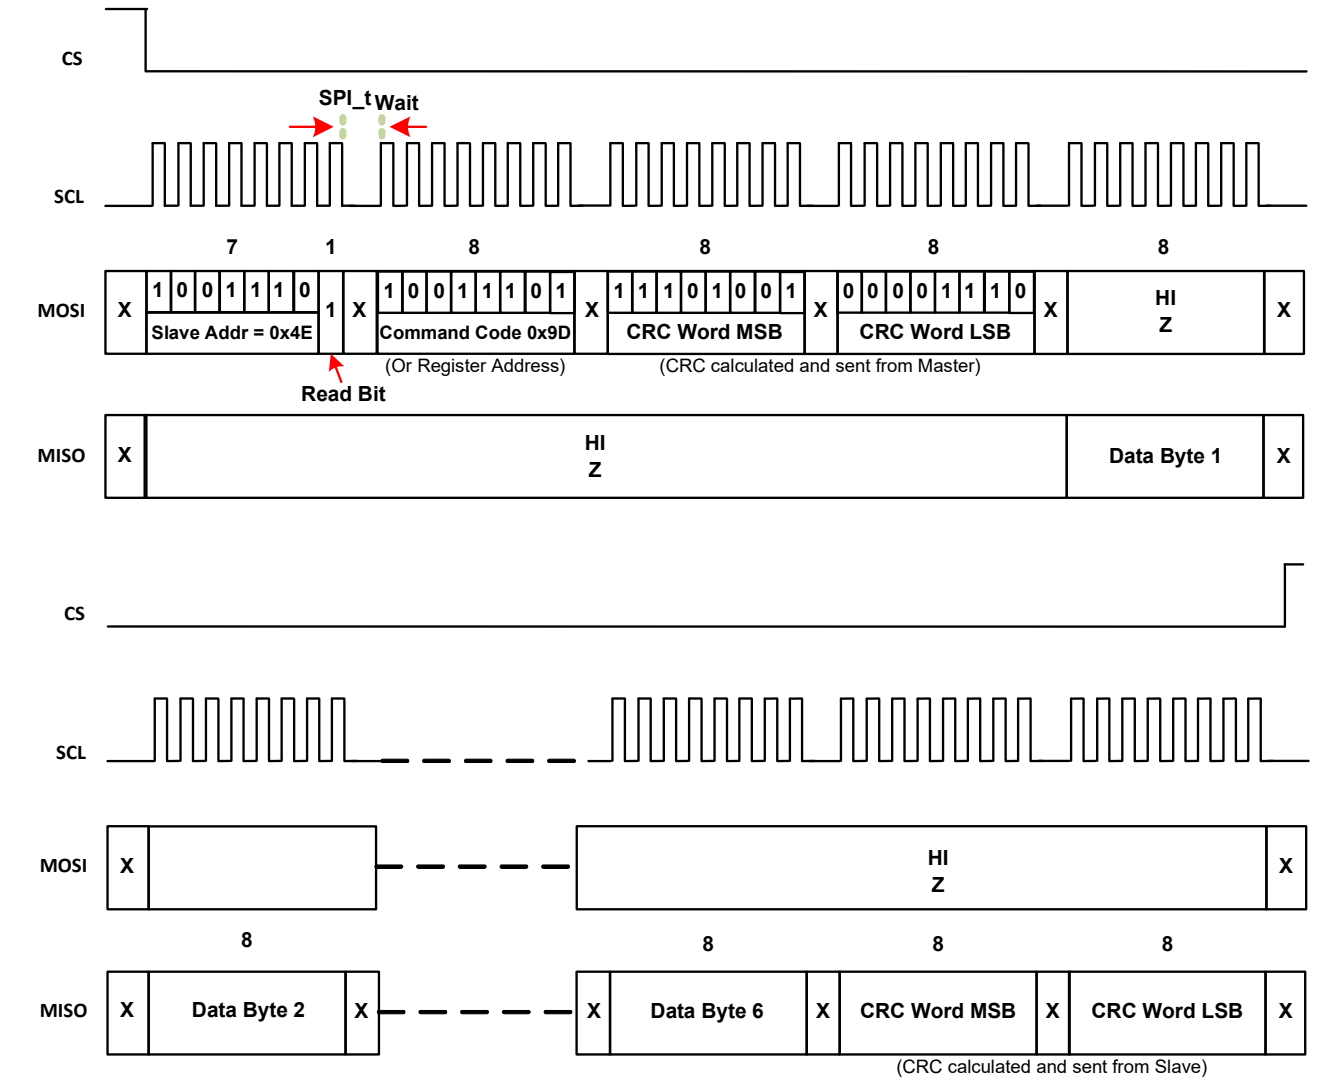 CS
SPI_t Wait
SCL
7 1 8 8 8 8
MOSI X 1 0 0 1 1 1 0 1 X 1 0 0 1 1 1 0 1 X 1 1 1 0 1 0 0 1 X 0 0 0 0 1 1 1 0 X HI Z X
Slave Addr = 0x4E Command Code 0x9D CRC Word MSB CRC Word LSB
(Or Register Address) (CRC calculated and sent from Master)
Read Bit
MISO X HI Z Data Byte 1 X
CS
SCL
MOSI X HI Z X
8 8 8 8
MISO X Data Byte 2 X X Data Byte 6 X CRC Word MSB X CRC Word LSB X
(CRC calculated and sent from Slave)